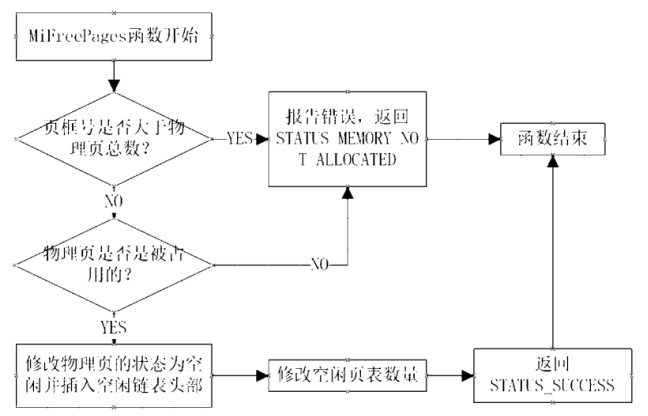 MiFreePages函数开始
页框号是否大于物
理页总数？
YES
报告错误，返回
STATUS MEMORY NO
T ALLOCATED
函数结束
NO
物理页是否是被占
用的？
NO
YES
修改物理页的状态为空
闲并插入空闲链表头部
修改空闲页表数量
返回
STATUS_SUCCESS